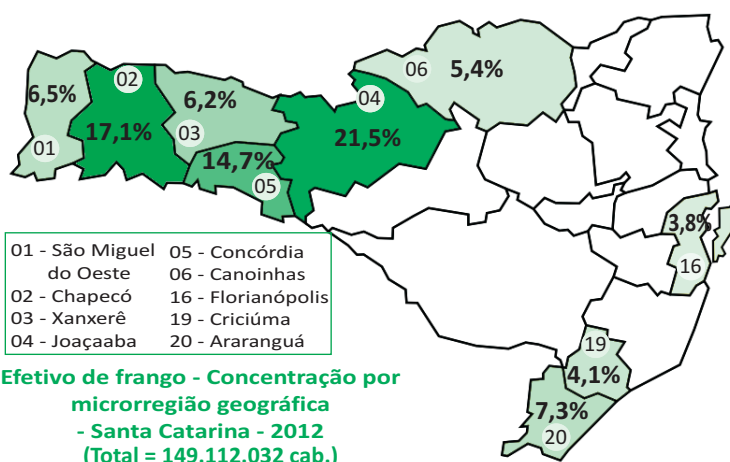 06
5,4%
02
6,5%
6,2%
04
17,1%
03
21,5%
01
14,7%
05
3,8%
16
01 - São Miguel
do Oeste
02 - Chapecó
03 - Xanxerê
04 - Joaçaaba
05 - Concórdia
06 - Canoinhas
16 - Florianópolis
19 - Criciúma
20 - Araranguá
19
4,1%
7,3%
20
Efetivo de frango - Concentração por
microrregião geográfica
- Santa Catarina - 2012
(Total = 149.112.032 cab.)